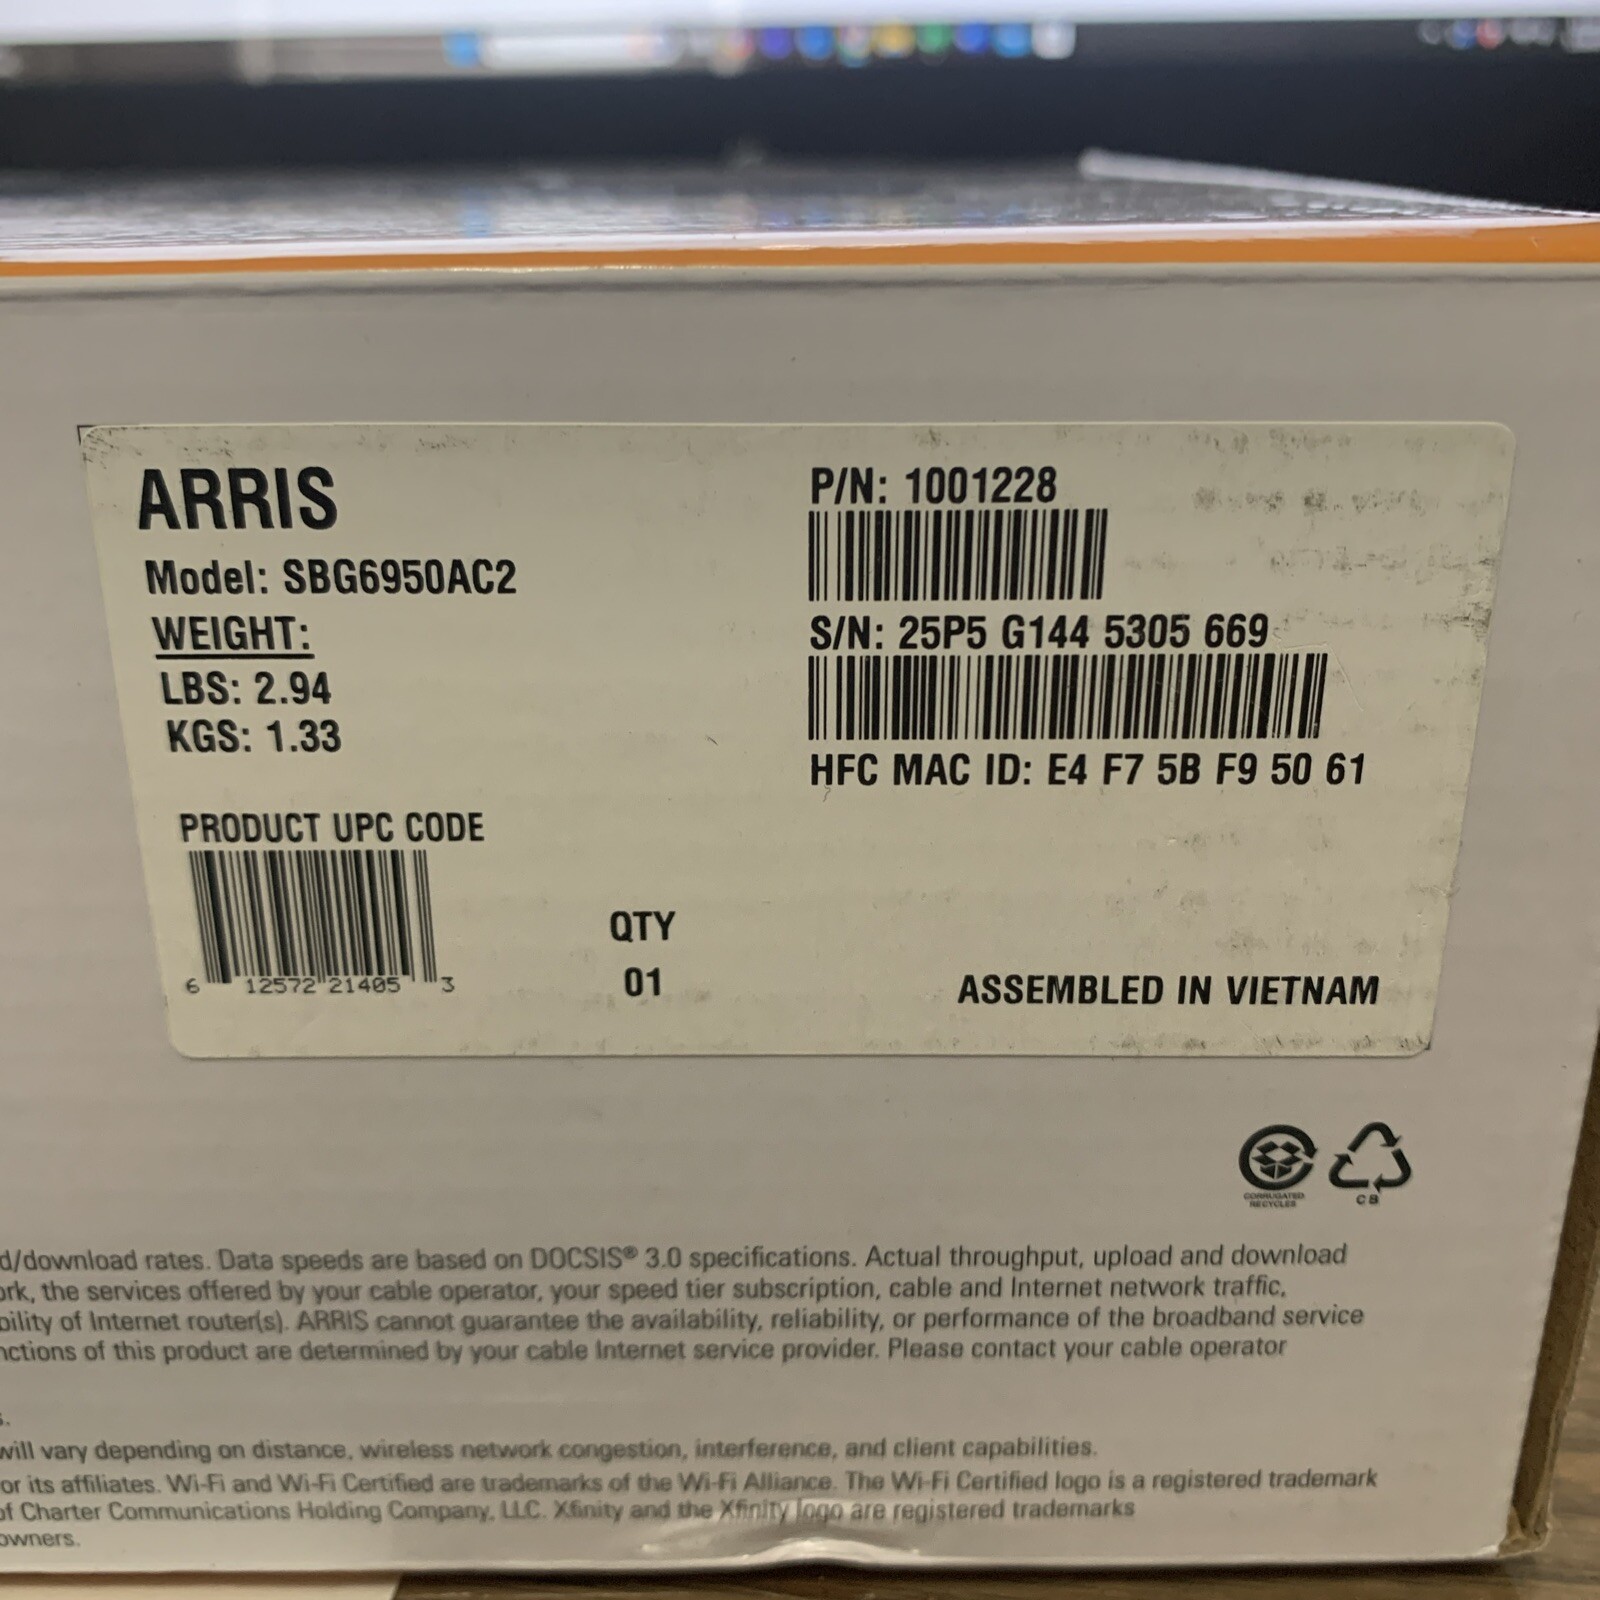 ARRIS
Model: SBG6950AC2
WEIGHT:
LBS: 2.94
KGS: 1.33
PRODUCT UPC CODE
6 12572 21405 3
QTY
01
P/N: 1001228
S/N: 25P5 G144 5305 669
HFC MAC ID: E4 F7 5B F9 50 61
ASSEMBLED IN VIETNAM
CORRUGATED
RECYCLES
CB
d/download rates. Data speeds are based on DOCSIS® 3.0 specifications. Actual throughput, upload and download
ork, the services offered by your cable operator, your speed tier subscription, cable and Internet network traffic,
bility of Internet router(s). ARRIS cannot guarantee the availability, reliability, or performance of the broadband service
nctions of this product are determined by your cable Internet service provider. Please contact your cable operator
s.
will vary depending on distance, wireless network congestion, interference, and client capabilities.
or its affiliates. Wi-Fi and Wi-Fi Certified are trademarks of the Wi-Fi Alliance. The Wi-Fi Certified logo is a registered trademark
of Charter Communications Holding Company, LLC. Xfinity and the Xfinity logo are registered trademarks
owners.